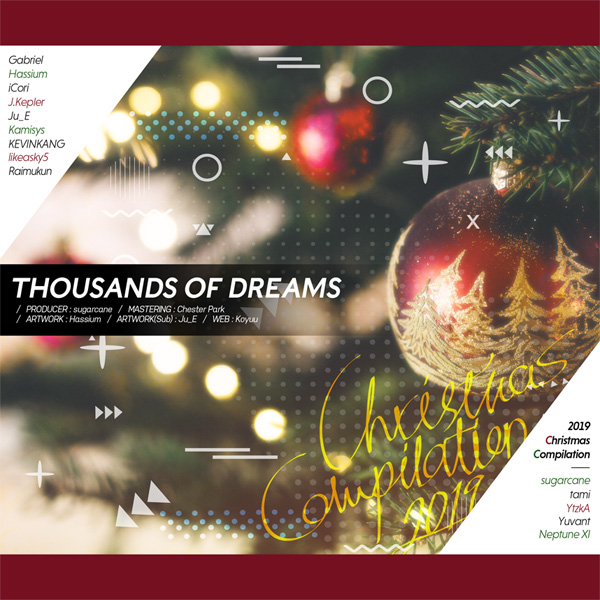 Gabriel
Hassium
iCori
J.Kepler
Ju_E
Kamisys
KEVINKANG
likeasky5
Raimukun
THOUSANDS OF DREAMS
/ PRODUCER : sugarcane / MASTERING : Chester Park
/ ARTWORK : Hassium / ARTWORK(Sub) : Ju_E / WEB : Koyuu
Christmas
Compilation
2019
2019
Christmas
Compilation
sugarcane
tami
YtzkA
Yuvant
Neptune XI